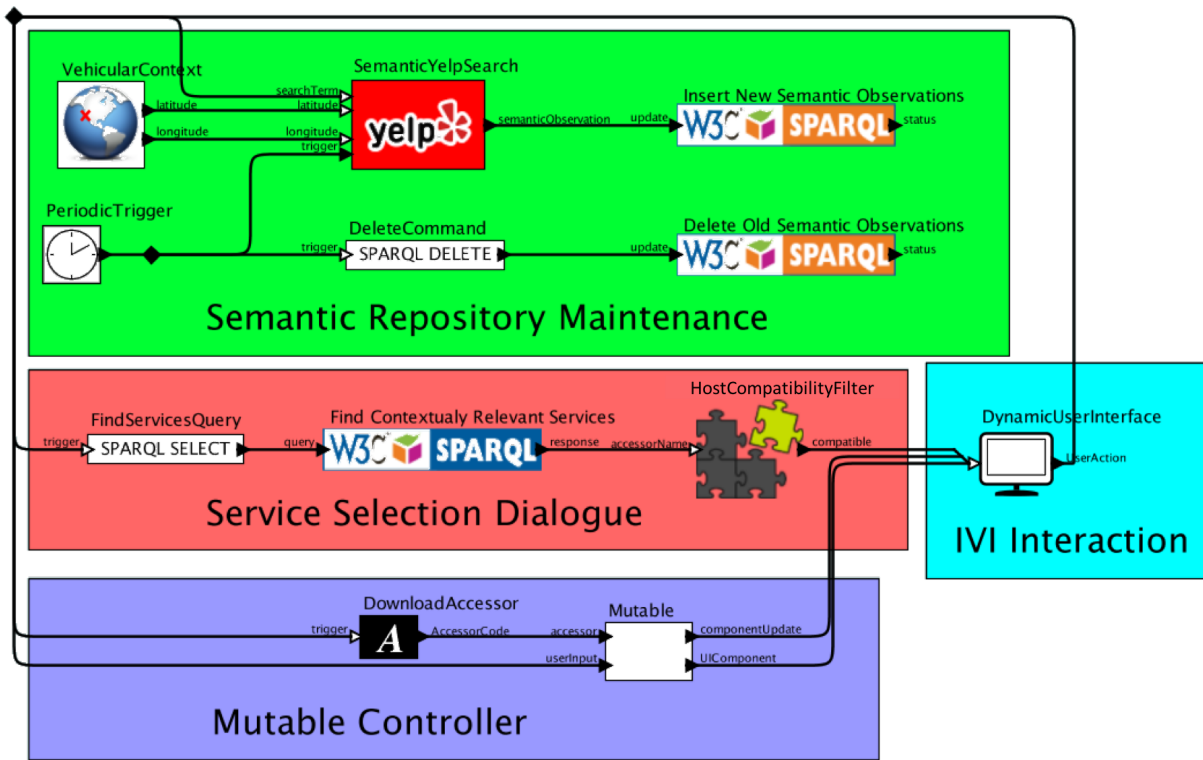 VehicularContext
SemanticYelpSearch
searchTerm
latitude
latitude
longitude
longitude
trigger
yelp
semanticObservation
Insert New Semantic Observations
update
W3C SPARQL
status
PeriodicTrigger
DeleteCommand
trigger
SPARQL DELETE
Delete Old Semantic Observations
update
W3C SPARQL
status
Semantic Repository Maintenance
FindServicesQuery
trigger
SPARQL SELECT
Find Contextualy Relevant Services
query
W3C SPARQL
response
HostCompatibilityFilter
accessorName
compatible
Service Selection Dialogue
DynamicUserInterface
UserAction
IVI Interaction
DownloadAccessor
trigger
A
AccessorCode
Mutable
accessor
userInput
componentUpdate
UIComponent
Mutable Controller